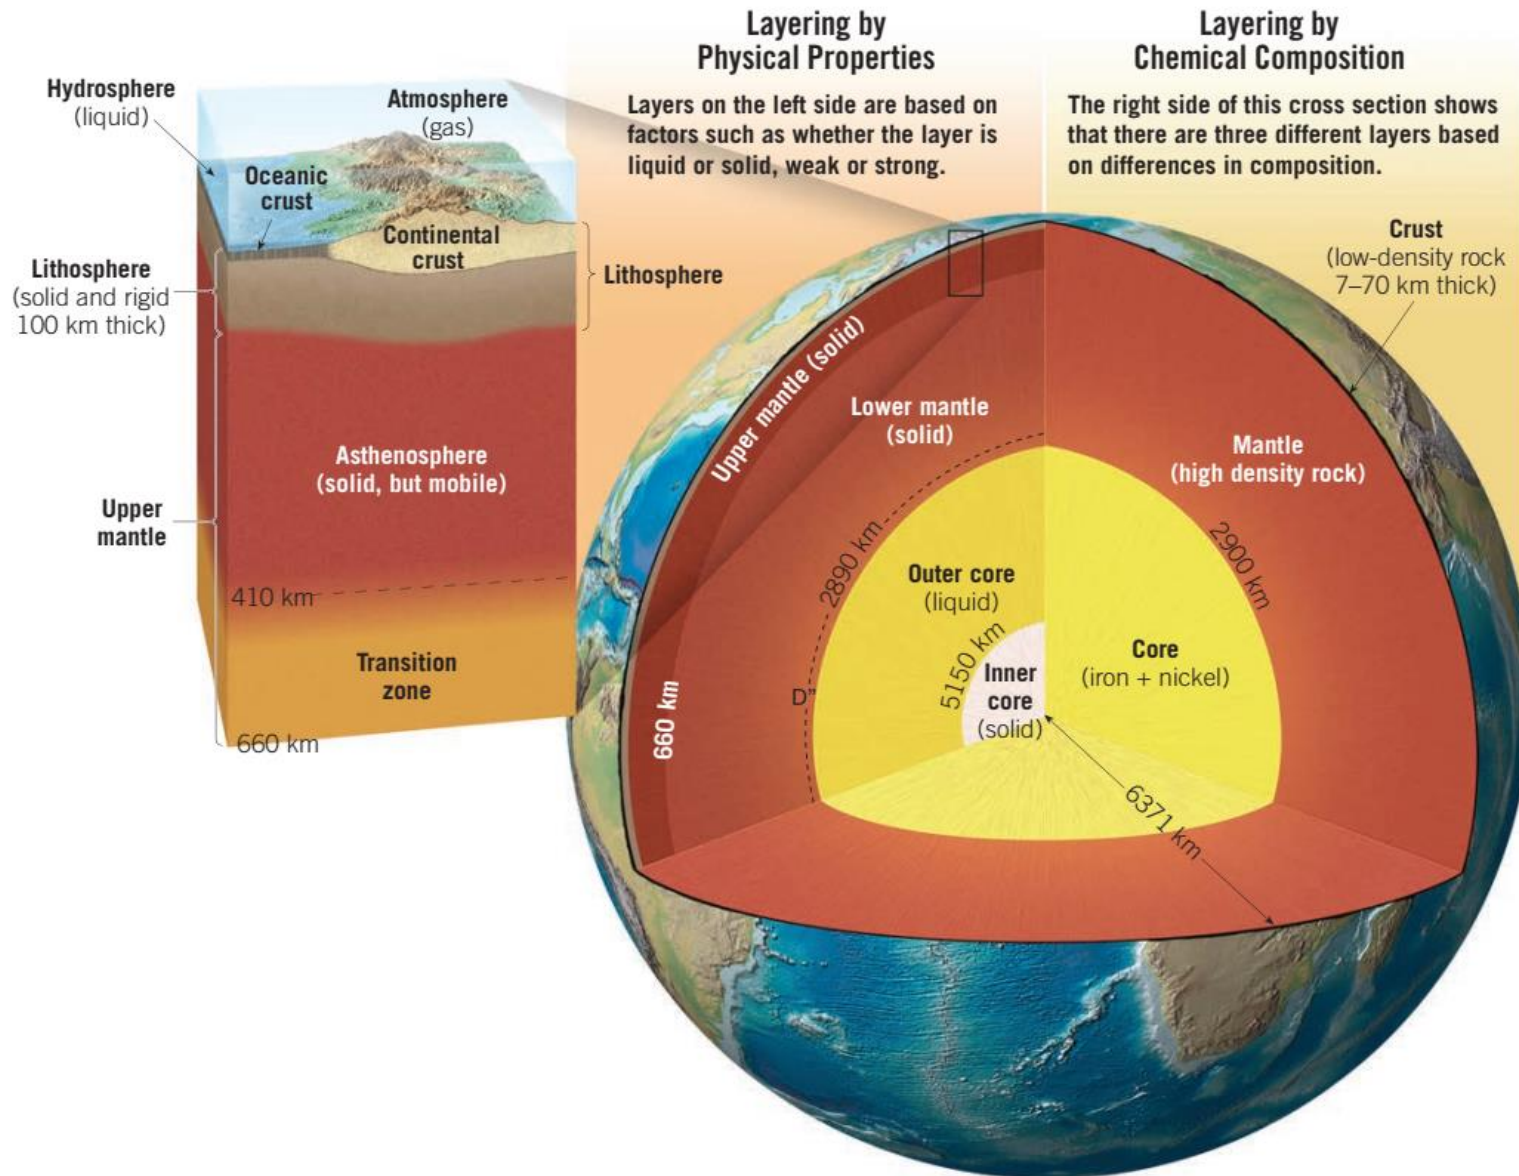 Layering by
Physical Properties
Layers on the left side are based on
factors such as whether the layer is
liquid or solid, weak or strong.
Layering by
Chemical Composition
The right side of this cross section shows
that there are three different layers based
on differences in composition.
Hydrosphere
(liquid)
Atmosphere
(gas)
Oceanic
crust
Continental
crust
Lithosphere
(solid and rigid
100 km thick)
Lithosphere
Asthenosphere
(solid, but mobile)
Upper
mantle
410 km
Transition
zone
660 km
Crust
(low-density rock
7–70 km thick)
Upper mantle (solid)
Lower mantle
(solid)
Mantle
(high density rock)
2890 km
2900 km
Outer core
(liquid)
5150 km
Inner
core
(solid)
Core
(iron + nickel)
D"
660 km
6371 km